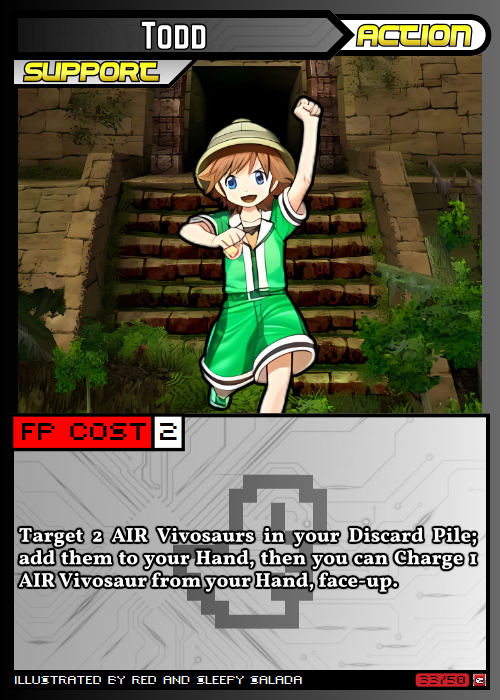 Todd
ACTION
SUPPORT
FP COST 2
Target 2 AIR Vivosaurs in your Discard Pile;
add them to your Hand, then you can Charge 1
AIR Vivosaur from your Hand, face-up.
ILLUSTRATED BY RED AND SLEEPY SALADA
33/50